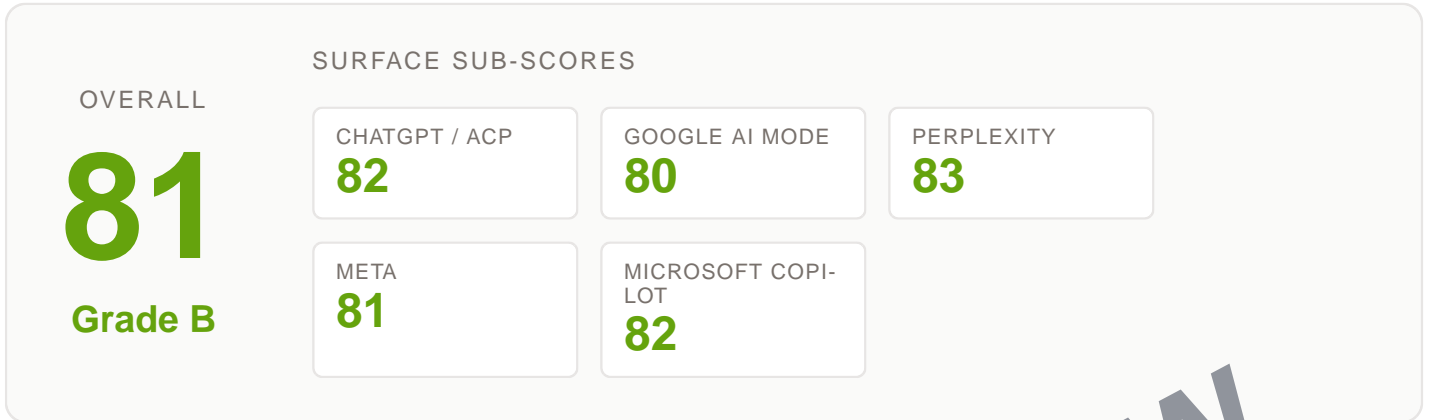 SURFACE SUB-SCORES
OVERALL
81
Grade B
CHATGPT / ACP
82
GOOGLE AI MODE
80
PERPLEXITY
83
META
81
MICROSOFT COPI-
LOT
82